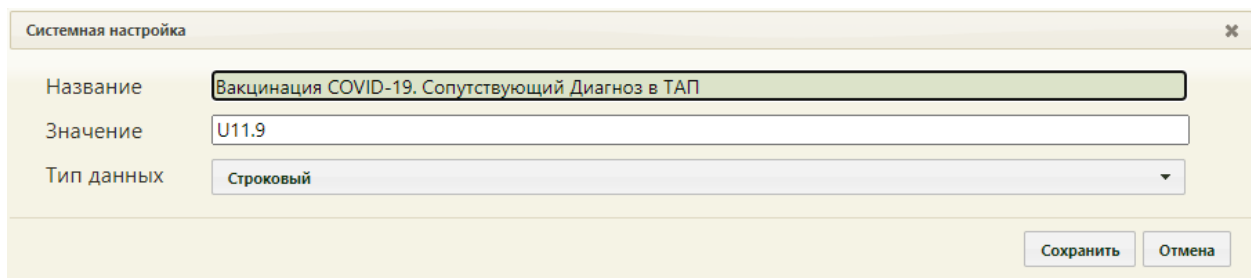 Системная настройка
Название Вакцинация COVID-19. Сопутствующий Диагноз в ТАП
Значение U11.9
Тип данных Строковый
Сохранить Отмена